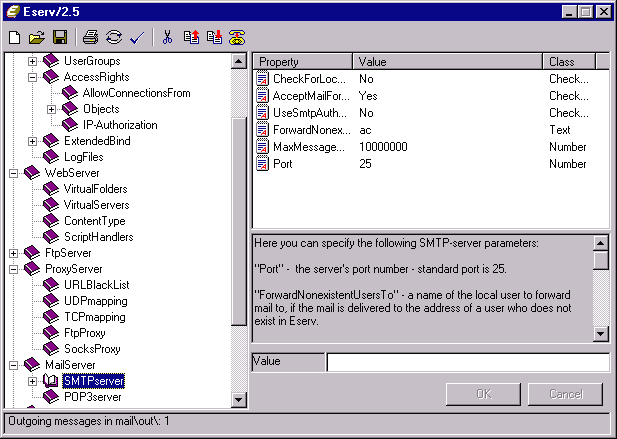 Eserv/2.5
UserGroups
AccessRights
AllowConnectionsFrom
Objects
IP-Authorization
ExtendedBind
LogFiles
WebServer
VirtualFolders
VirtualServers
ContentType
ScriptHandlers
FtpServer
ProxyServer
URLBlackList
UDPmapping
TCPmapping
FtpProxy
SocksProxy
MailServer
SMTPserver
POP3server
Property Value Class
CheckForLoc... No Check...
AcceptMailFor... Yes Check...
UseSmtpAuth... No Check...
ForwardNonex... ac Text
MaxMessage... 10000000 Number
Port 25 Number
Here you can specify the following SMTP-server parameters:
"Port" - the server's port number - standard port is 25.
"ForwardNonexistentUsersTo" - a name of the local user to forward
mail to, if the mail is delivered to the address of a user who does not
exist in Eserv.
Value
OK Cancel
Outgoing messages in mail\out\: 1